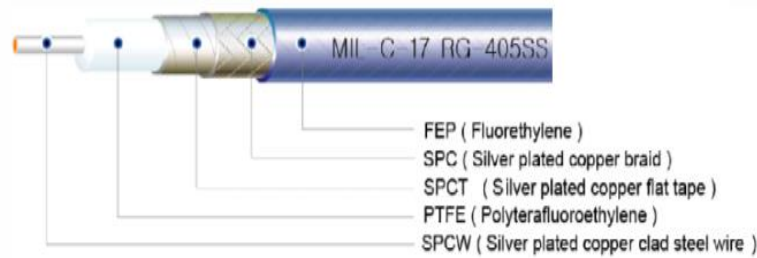 MIL-C 17 RG 405SS
FEP ( Fluorethylene )
SPC ( Silver plated copper braid )
SPCT ( Silver plated copper flat tape )
PTFE ( Polyterafluoroethylene )
SPCW ( Silver plated copper clad steel wire )